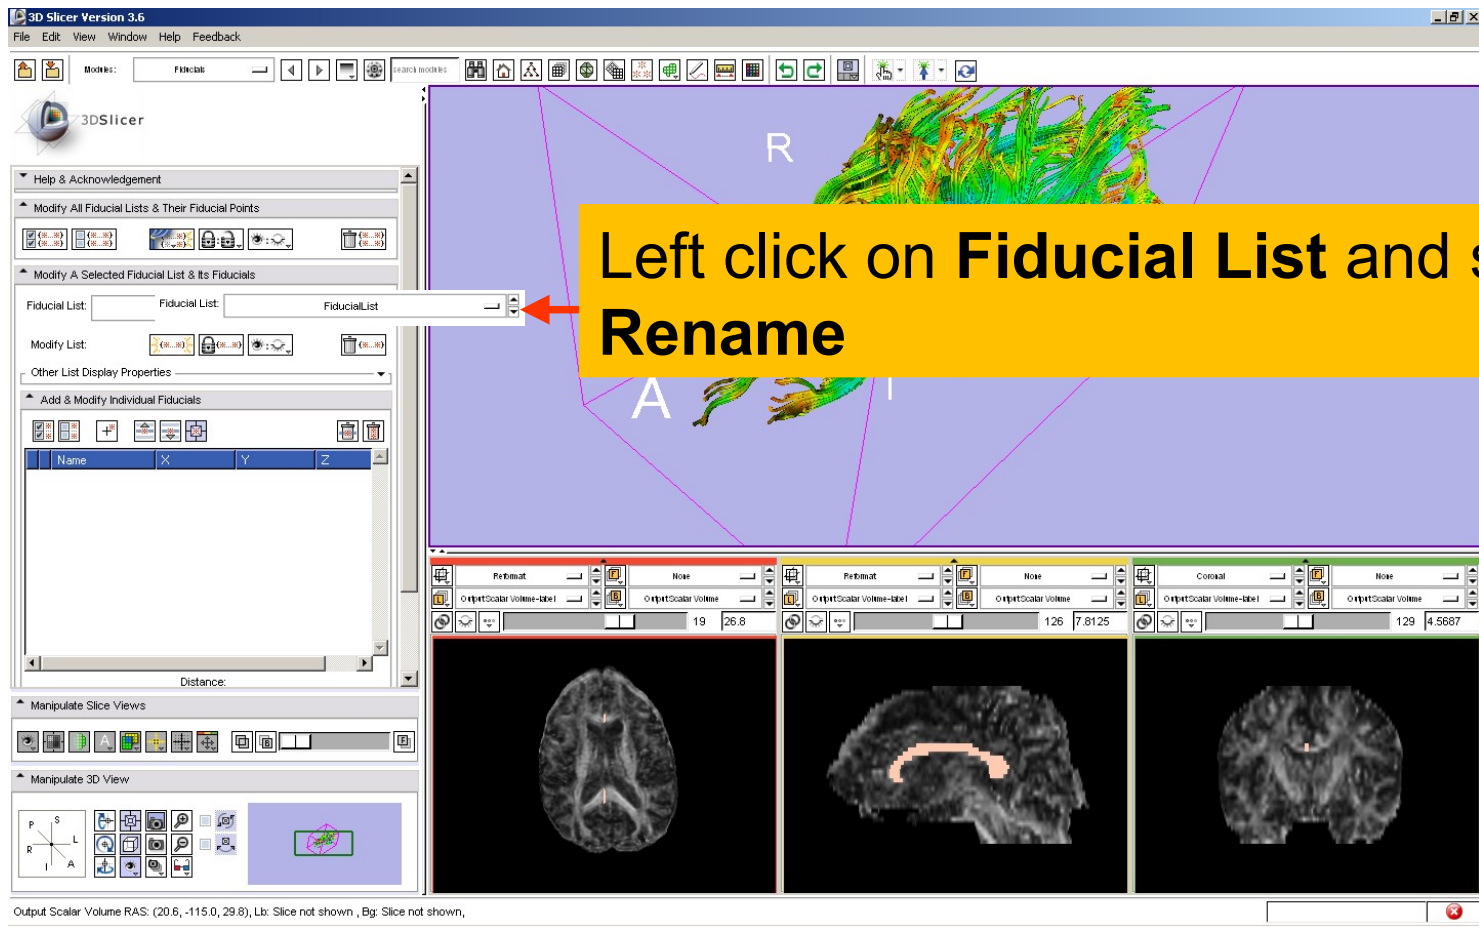 3D Slicer Version 3.6
File Edit View Window Help Feedback
Modules: Fiducials search modules
3DSlicer
Help & Acknowledgement
Modify All Fiducial Lists & Their Fiducial Points
Modify A Selected Fiducial List & Its Fiducials
Fiducial List: Fiducial List: FiducialList
Modify List:
Other List Display Properties
Add & Modify Individual Fiducials
Name X Y Z
Distance:
Manipulate Slice Views
Manipulate 3D View
P S L R I A
R
Left click on Fiducial List and s
Rename
A I
Reformat None
OutputScalar Volume-label OutputScalar Volume
19 26.8
Reformat None
OutputScalar Volume-label OutputScalar Volume
126 7.8125
Coronal None
OutputScalar Volume-label OutputScalar Volume
129 4.5687
Output Scalar Volume RAS: (20.6, -115.0, 29.8), Lb: Slice not shown , Bg: Slice not shown,